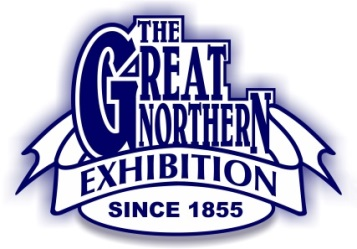 THE
GREAT
NORTHERN
EXHIBITION
SINCE 1855